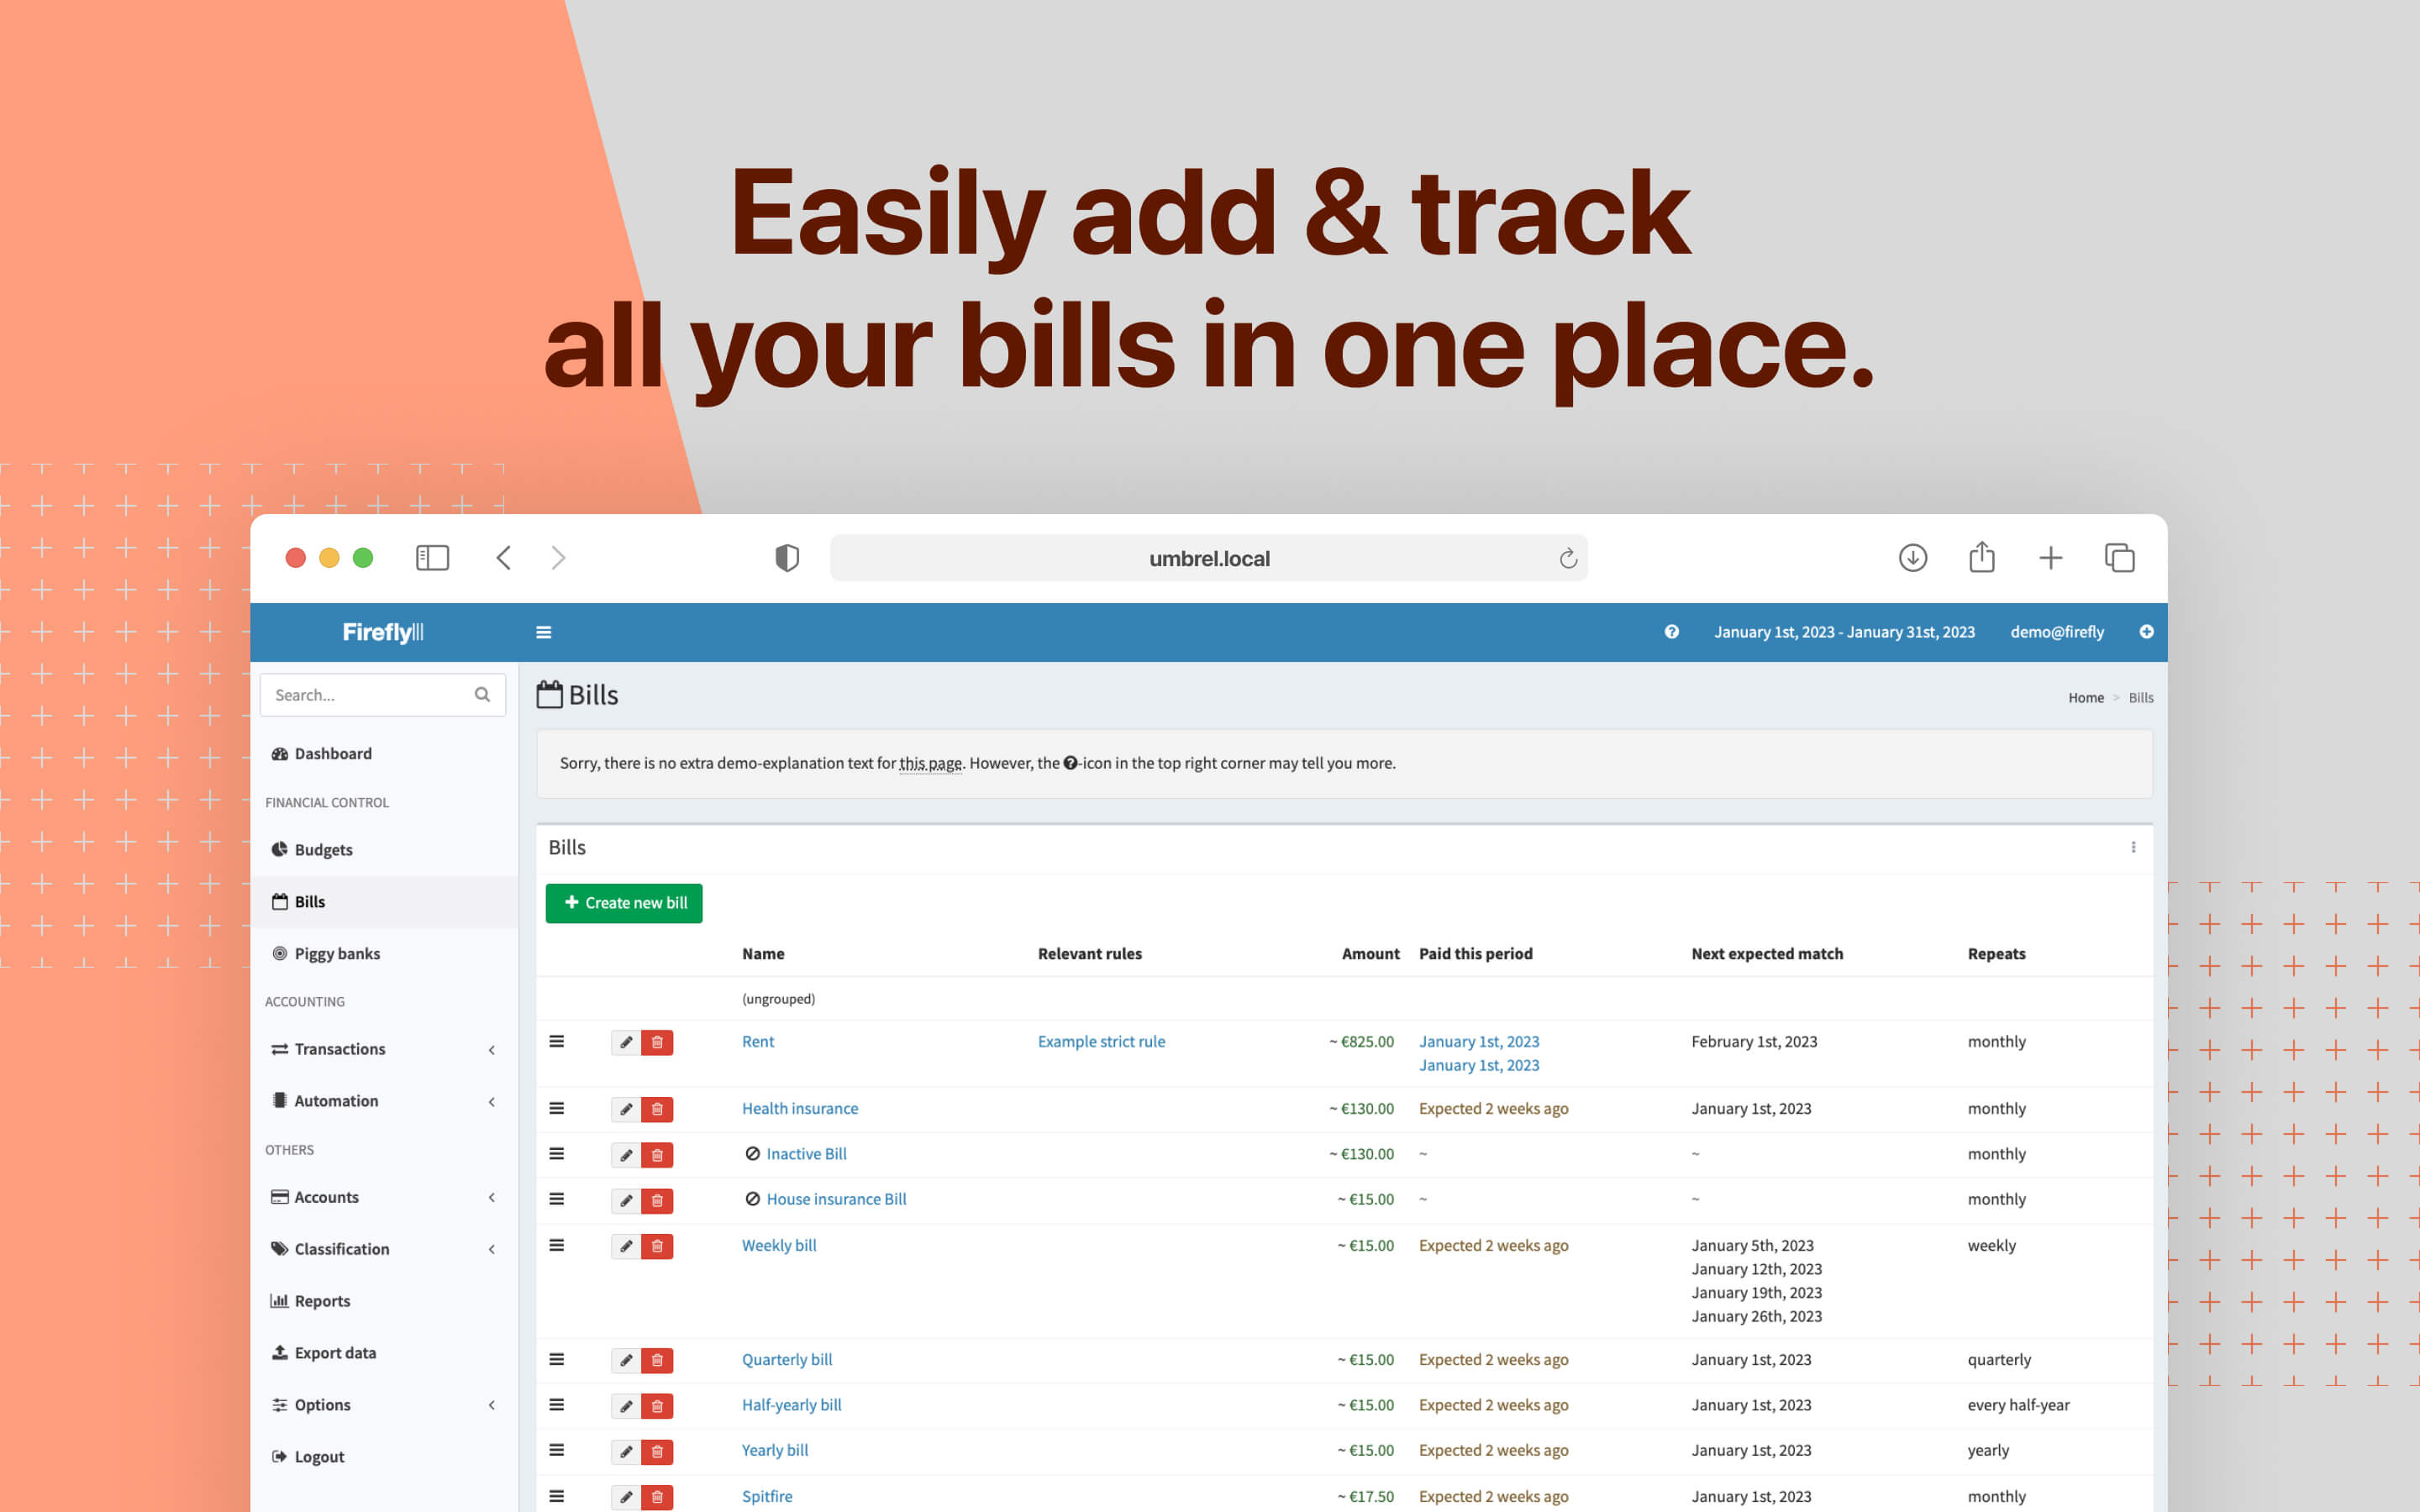 Easily add & track
all your bills in one place.
umbrel.local
FireflyIII
January 1st, 2023 - January 31st, 2023 demo@firefly
Search...
Bills
Home > Bills
Dashboard
Sorry, there is no extra demo-explanation text for this page. However, the ?-icon in the top right corner may tell you more.
FINANCIAL CONTROL
Budgets
Bills
Piggy banks
ACCOUNTING
Transactions
Automation
OTHERS
Accounts
Classification
Reports
Export data
Options
Logout
Bills
Create new bill
Name Relevant rules Amount Paid this period Next expected match Repeats
(ungrouped)
Rent Example strict rule ~ €825.00 January 1st, 2023 February 1st, 2023 monthly
January 1st, 2023
Health insurance ~ €130.00 Expected 2 weeks ago January 1st, 2023 monthly
Inactive Bill ~ €130.00 ~ ~ monthly
House insurance Bill ~ €15.00 ~ ~ monthly
Weekly bill ~ €15.00 Expected 2 weeks ago January 5th, 2023 weekly
January 12th, 2023
January 19th, 2023
January 26th, 2023
Quarterly bill ~ €15.00 Expected 2 weeks ago January 1st, 2023 quarterly
Half-yearly bill ~ €15.00 Expected 2 weeks ago January 1st, 2023 every half-year
Yearly bill ~ €15.00 Expected 2 weeks ago January 1st, 2023 yearly
Spitfire ~ €17.50 Expected 2 weeks ago January 1st, 2023 monthly